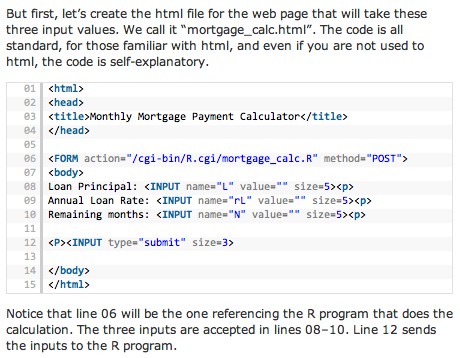 But first, let's create the html file for the web page that will take these
three input values. We call it "mortgage_calc.html". The code is all
standard, for those familiar with html, and even if you are not used to
html, the code is self-explanatory.
01 <html>
02 <head>
03 <title>Monthly Mortgage Payment Calculator</title>
04 </head>
05
06 <FORM action="/cgi-bin/R.cgi/mortgage_calc.R" method="POST">
07 <body>
08 Loan Principal: <INPUT name="L" value="" size=5><p>
09 Annual Loan Rate: <INPUT name="rL" value="" size=5><p>
10 Remaining months: <INPUT name="N" value="" size=5><p>
11
12 <P><INPUT type="submit" size=3>
13
14 </body>
15 </html>
Notice that line 06 will be the one referencing the R program that does the
calculation. The three inputs are accepted in lines 08–10. Line 12 sends
the inputs to the R program.